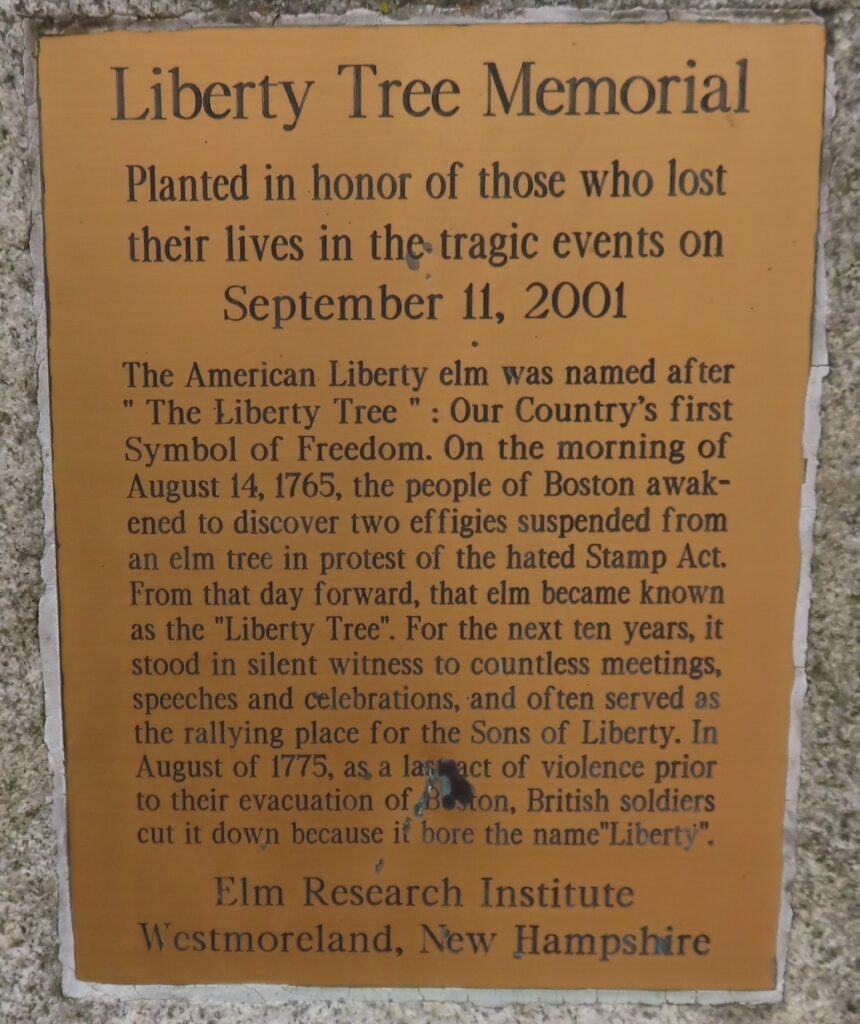 Liberty Tree Memorial
Planted in honor of those who lost
their lives in the tragic events on
September 11, 2001
The American Liberty elm was named after
" The Liberty Tree " : Our Country's first
Symbol of Freedom. On the morning of
August 14, 1765, the people of Boston awak-
ened to discover two effigies suspended from
an elm tree in protest of the hated Stamp Act.
From that day forward, that elm became known
as the "Liberty Tree". For the next ten years, it
stood in silent witness to countless meetings,
speeches and celebrations, and often served as
the rallying place for the Sons of Liberty. In
August of 1775, as a last act of violence prior
to their evacuation of Boston, British soldiers
cut it down because it bore the name"Liberty".
Elm Research Institute
Westmoreland, New Hampshire